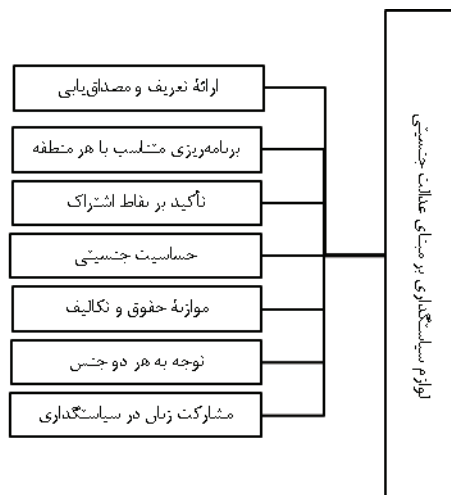 لوازم سیاستگذاری بر مبنای عدالت جنسیتی
ارائهٔ تعریف و مصداق‌یابی
برنامه‌ریزی متناسب با هر منطقه
تأکید بر نقاط اشتراک
حساسیت جنسیتی
موازنهٔ حقوق و تکالیف
توجه به هر دو جنس
مشارکت زنان در سیاستگذاری